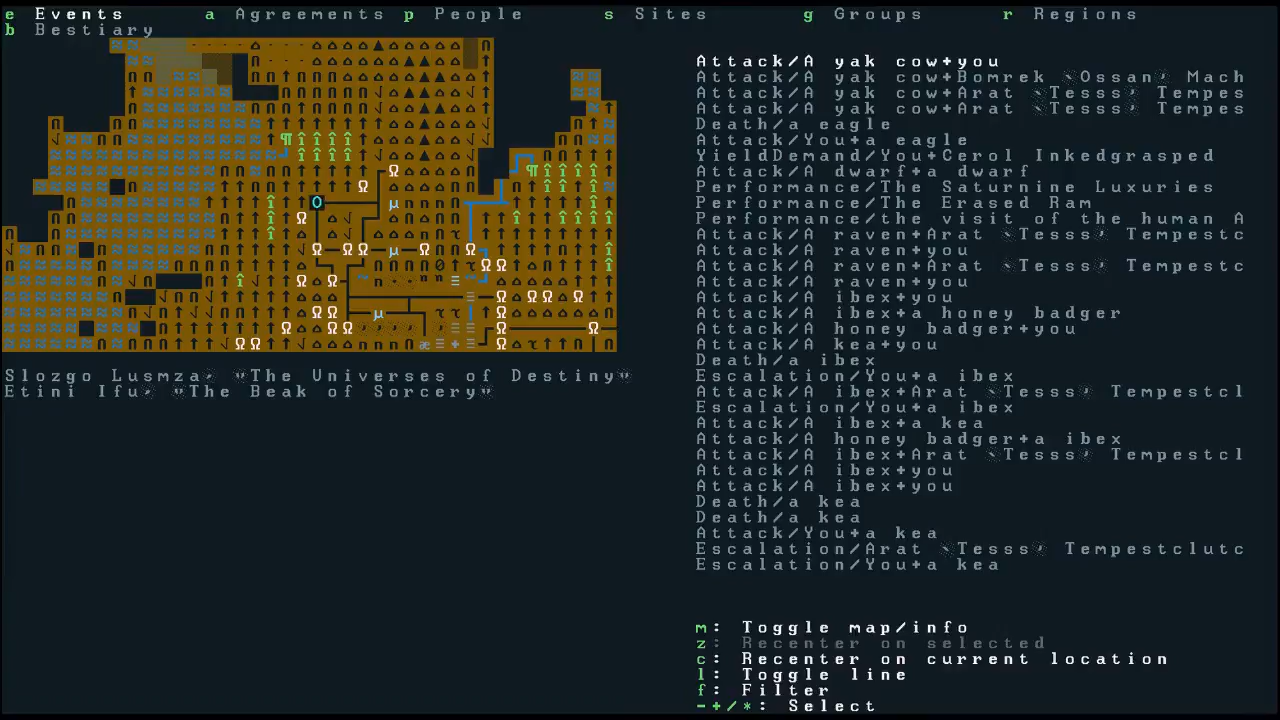 e Events a Agreements p People s Sites g Groups r Regions
b Bestiary
Attack/A yak cow+you
Attack/A yak cow+Bomrek `Ossan' Mach
Attack/A yak cow+Arat `Tesss' Tempes
Attack/A yak cow+Arat `Tesss' Tempes
Death/a eagle
Attack/You+a eagle
YieldDemand/You+Cerol Inkedgrasped
Attack/A dwarf+a dwarf
Performance/The Saturnine Luxuries
Performance/The Erased Ram
Performance/the visit of the human A
Attack/A raven+Arat `Tesss' Tempestc
Attack/A raven+you
Attack/A raven+Arat `Tesss' Tempestc
Attack/A raven+you
Attack/A ibex+you
Attack/A ibex+a honey badger
Attack/A honey badger+you
Attack/A kea+you
Death/a ibex
Escalation/You+a ibex
Attack/A ibex+Arat `Tesss' Tempestcl
Escalation/You+a ibex
Attack/A ibex+a kea
Attack/A honey badger+a ibex
Attack/A ibex+Arat `Tesss' Tempestcl
Attack/A ibex+you
Attack/A ibex+you
Death/a kea
Death/a kea
Attack/You+a kea
Escalation/Arat `Tesss' Tempestclutc
Escalation/You+a kea
Slozgo Lusmza, "The Universes of Destiny"
Etini Ifu, "The Beak of Sorcery"
m: Toggle map/info
z: Recenter on selected
c: Recenter on current location
l: Toggle line
f: Filter
-+/*: Select